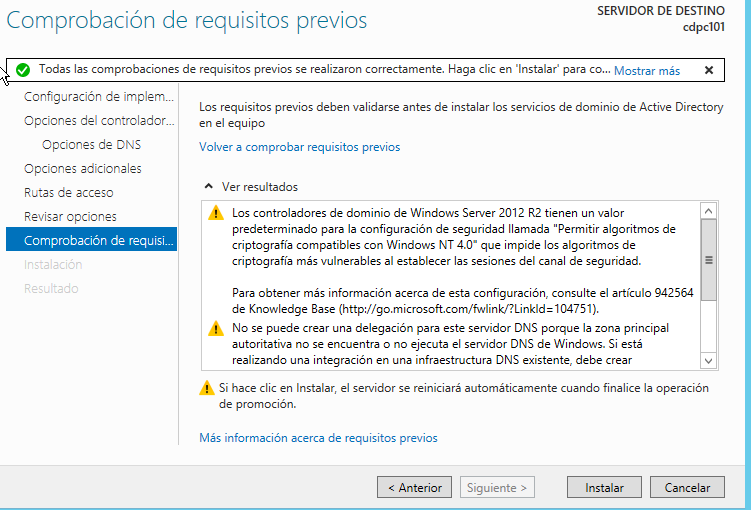 Comprobación de requisitos previos
SERVIDOR DE DESTINO
cdpc101
Todas las comprobaciones de requisitos previos se realizaron correctamente. Haga clic en 'Instalar' para co...
Mostrar más
Configuración de implem...
Opciones del controlador...
Opciones de DNS
Opciones adicionales
Rutas de acceso
Revisar opciones
Comprobación de requisi...
Instalación
Resultado
Los requisitos previos deben validarse antes de instalar los servicios de dominio de Active Directory
en el equipo
Volver a comprobar requisitos previos
Ver resultados
Los controladores de dominio de Windows Server 2012 R2 tienen un valor
predeterminado para la configuración de seguridad llamada "Permitir algoritmos de
criptografía compatibles con Windows NT 4.0" que impide los algoritmos de
criptografía más vulnerables al establecer las sesiones del canal de seguridad.
Para obtener más información acerca de esta configuración, consulte el artículo 942564
de Knowledge Base (http://go.microsoft.com/fwlink/?LinkId=104751).
No se puede crear una delegación para este servidor DNS porque la zona principal
autoritativa no se encuentra o no ejecuta el servidor DNS de Windows. Si está
realizando una integración en una infraestructura DNS existente, debe crear
Si hace clic en Instalar, el servidor se reiniciará automáticamente cuando finalice la operación
de promoción.
Más información acerca de requisitos previos
< Anterior
Siguiente >
Instalar
Cancelar